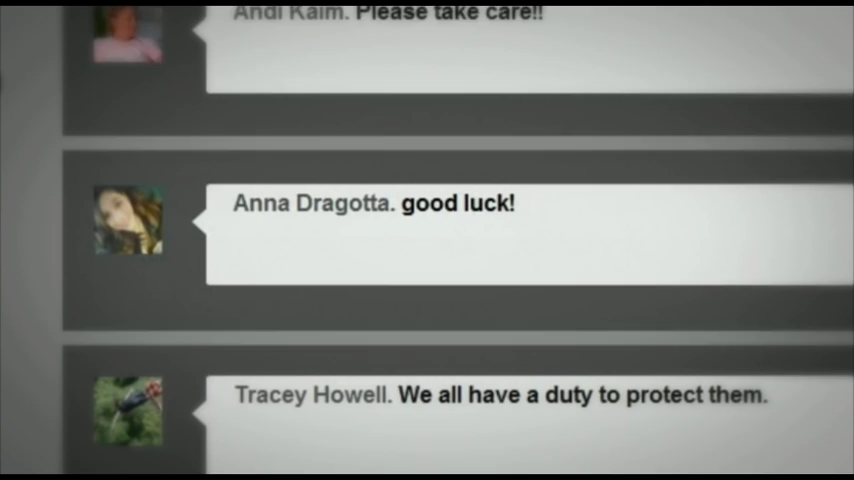 Andi Kaim. Please take care!!
Anna Dragotta. good luck!
Tracey Howell. We all have a duty to protect them.